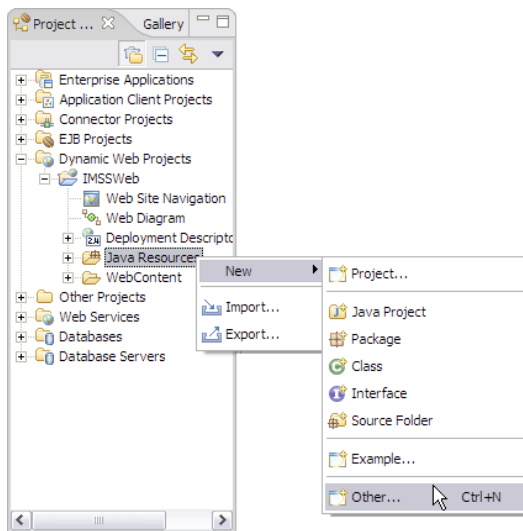 Project ... Gallery
Enterprise Applications
Application Client Projects
Connector Projects
EJB Projects
Dynamic Web Projects
IMSSWeb
Web Site Navigation
Web Diagram
2.4 Deployment Descripto
Java Resources
WebContent
Other Projects
Web Services
Databases
Database Servers
New
Import...
Export...
Project...
Java Project
Package
Class
Interface
Source Folder
Example...
Other... Ctrl+N